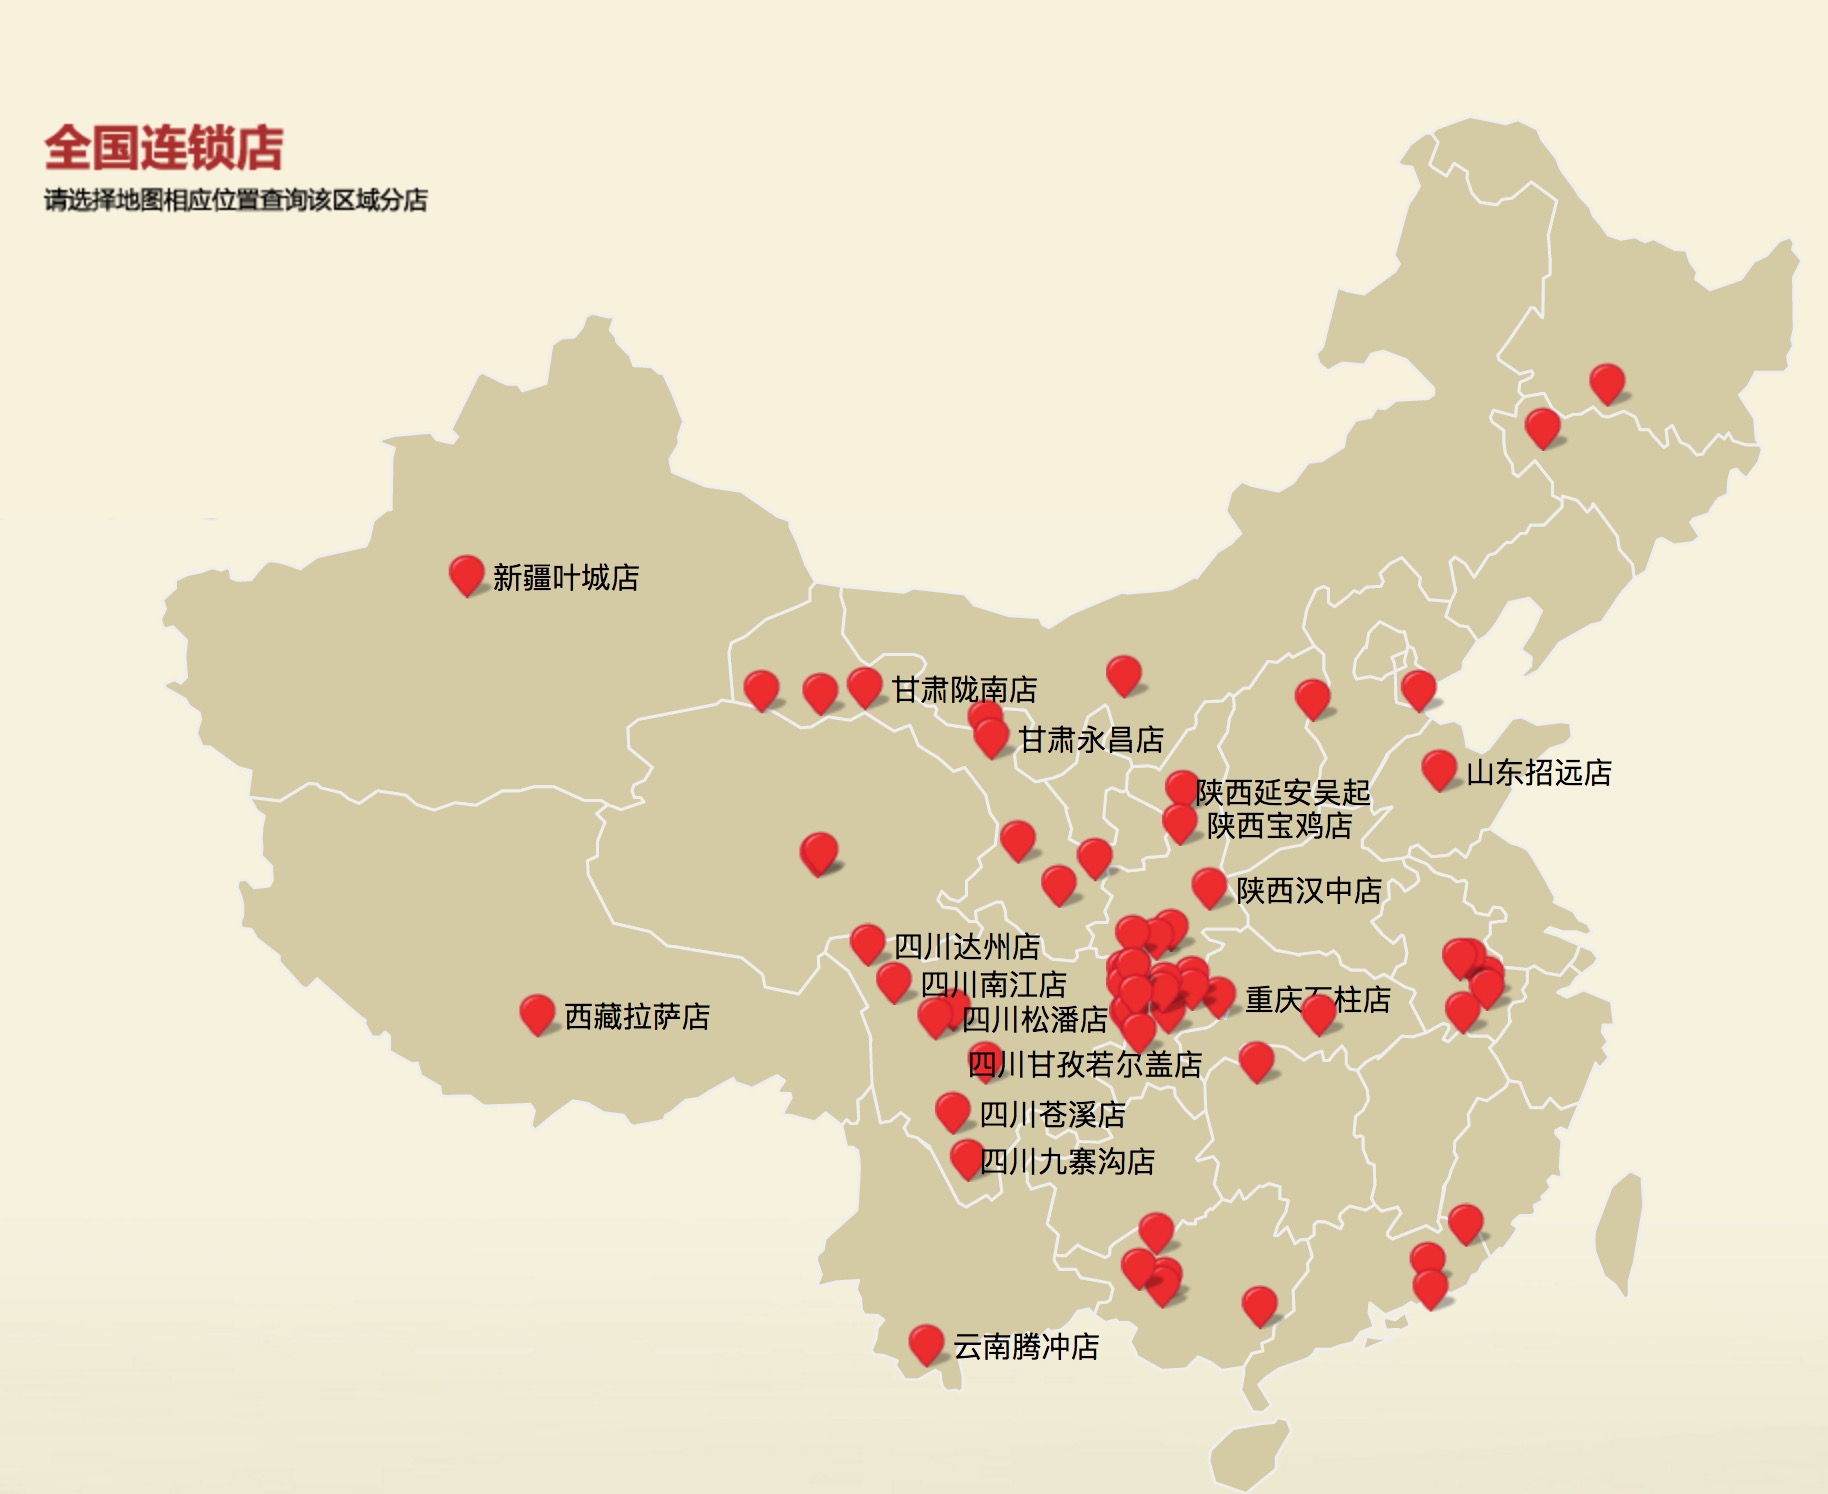 全国连锁店
请选择地图相应位置查询该区域分店
新疆叶城店
甘肃陇南店
甘肃永昌店
山东招远店
陕西延安吴起
陕西宝鸡店
陕西汉中店
四川达州店
四川南江店
重庆石柱店
西藏拉萨店
四川松潘店
四川甘孜若尔盖店
四川苍溪店
四川九寨沟店
云南腾冲店